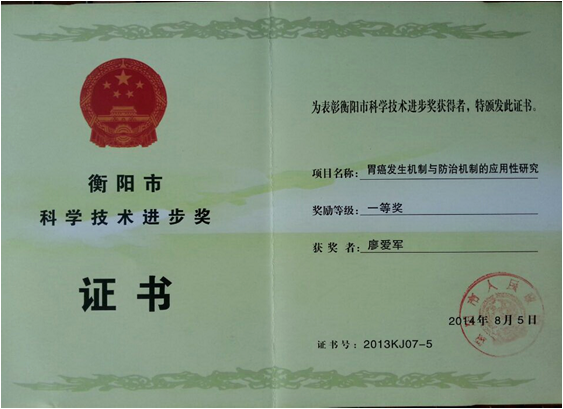 衡阳市
科学技术进步奖
证书
为表彰衡阳市科学技术进步奖获得者，特颁发此证书。
项目名称：胃癌发生机制与防治机制的应用性研究
奖励等级：一等奖
获奖者：廖爱军
2014年8月5日
证书号：2013KJ07-5